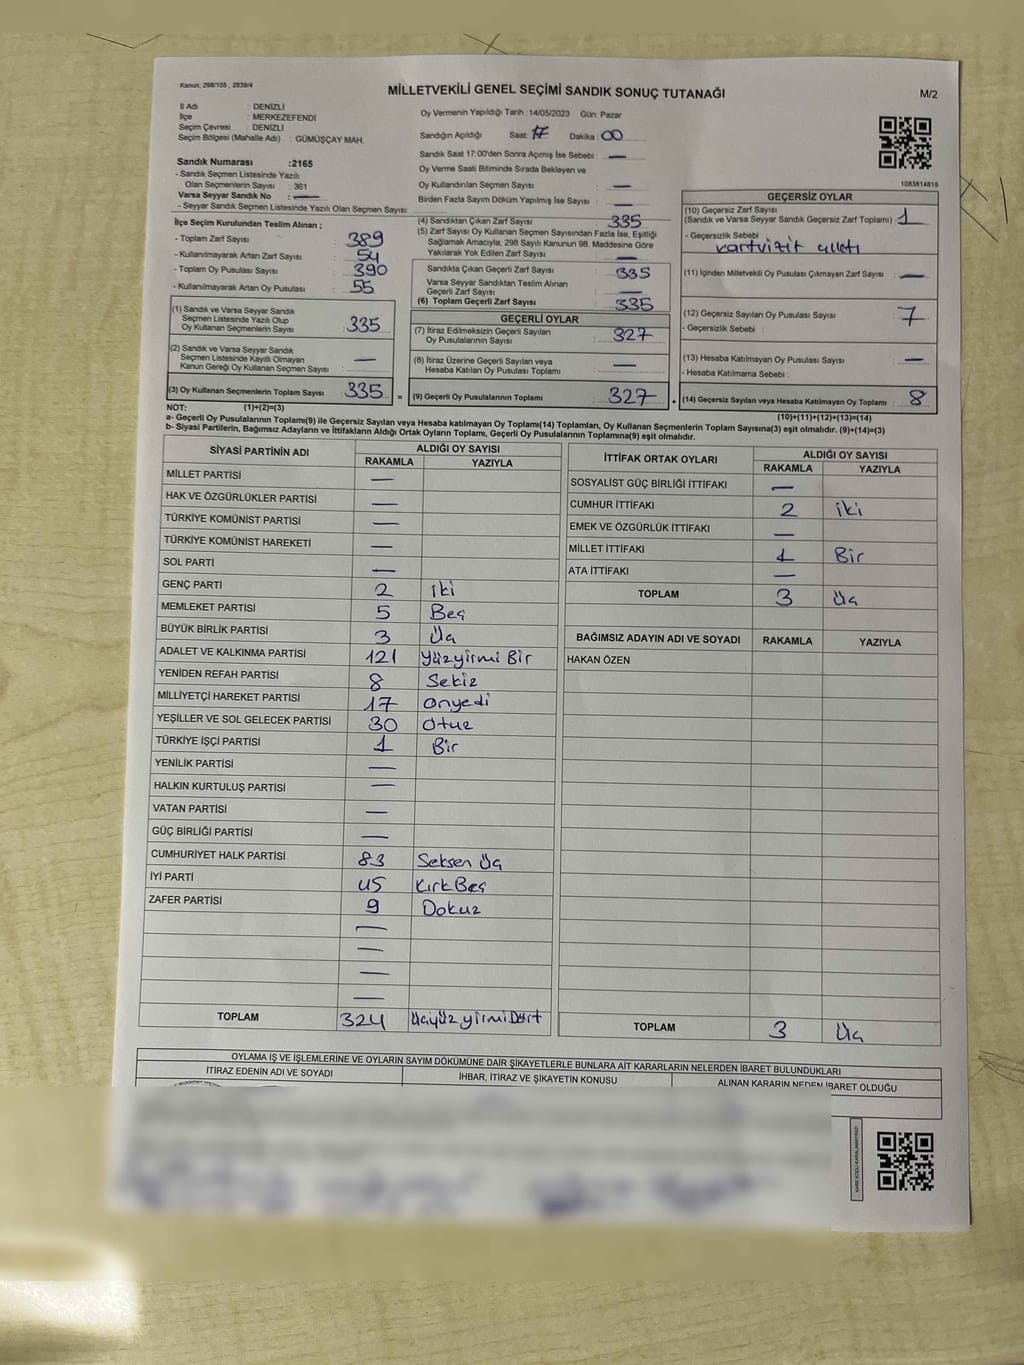 Kanun: 298/105 , 2839/4
MİLLETVEKİLİ GENEL SEÇİMİ SANDIK SONUÇ TUTANAĞI
M/2
İl Adı : DENİZLİ
İlçe : MERKEZEFENDİ
Seçim Çevresi : DENİZLİ
Seçim Bölgesi (Mahalle Adı) : GÜMÜŞÇAY MAH.
Sandık Numarası :2165
- Sandık Seçmen Listesinde Yazılı
Olan Seçmenlerin Sayısı : 361
Varsa Seyyar Sandık No : —
- Seyyar Sandık Seçmen Listesinde Yazılı Olan Seçmen Sayısı:
İlçe Seçim Kurulundan Teslim Alınan ;
- Toplam Zarf Sayısı : 389
- Kullanılmayarak Artan Zarf Sayısı : 54
- Toplam Oy Pusulası Sayısı : 390
- Kullanılmayarak Artan Oy Pusulası : 55
(1) Sandık ve Varsa Seyyar Sandık
Seçmen Listesinde Yazılı Olup
Oy Kullanan Seçmenlerin Sayısı : 335
(2) Sandık ve Varsa Seyyar Sandık
Seçmen Listesinde Kayıtlı Olmayan
Kanun Gereği Oy Kullanan Seçmen Sayısı : —
(3) Oy Kullanan Seçmenlerin Toplam Sayısı : 335 =
Oy Vermenin Yapıldığı Tarih : 14/05/2023 Gün: Pazar
Sandığın Açıldığı Saat: 17 Dakika : 00
Sandık Saat 17:00'den Sonra Açımış İse Sebebi : —
Oy Verme Saati Bitiminde Sırada Bekleyen ve
Oy Kullandırılan Seçmen Sayısı : —
Birden Fazla Sayım Döküm Yapılmış İse Sayısı : —
(4) Sandıktan Çıkan Zarf Sayısı : 335
(5) Zarf Sayısı Oy Kullanan Seçmen Sayısından Fazla İse, Eşitliği
Sağlamak Amacıyla, 298 Sayılı Kanunun 98. Maddesine Göre
Yakılarak Yok Edilen Zarf Sayısı : —
Sandıkta Çıkan Geçerli Zarf Sayısı : 335
Varsa Seyyar Sandıktan Teslim Alınan
Geçerli Zarf Sayısı : —
(6) Toplam Geçerli Zarf Sayısı : 335
GEÇERLİ OYLAR
(7) İtiraz Edilmeksizin Geçerli Sayılan
Oy Pusulalarının Sayısı : 327
(8) İtiraz Üzerine Geçerli Sayılan veya
Hesaba Katılan Oy Pusulası Toplamı : —
(9) Geçerli Oy Pusulalarının Toplamı : 327 +
1083814819
GEÇERSİZ OYLAR
(10) Geçersiz Zarf Sayısı
(Sandık ve Varsa Seyyar Sandık Geçersiz Zarf Toplamı) : 1
- Geçersizlik Sebebi :
kartvizit
(11) İçinden Milletvekili Oy Pusulası Çıkmayan Zarf Sayısı : —
(12) Geçersiz Sayılan Oy Pusulası Sayısı : 7
- Geçersizlik Sebebi :
(13) Hesaba Katılmayan Oy Pusulası Sayısı : —
- Hesaba Katılmama Sebebi :
(14) Geçersiz Sayılan veya Hesaba Katılmayan Oy Toplamı : 8
NOT: (1)+(2)=(3) (10)+(11)+(12)+(13)=(14)
a- Geçerli Oy Pusulalarının Toplamı(9) ile Geçersiz Sayılan veya Hesaba katılmayan Oy Toplamı(14) Toplamları, Oy Kullanan Seçmenlerin Toplam Sayısına(3) eşit olmalıdır. (9)+(14)=(3)
b- Siyasi Partilerin, Bağımsız Adayların ve İttifakların Aldığı Ortak Oyların Toplamı, Geçerli Oy Pusulalarının Toplamına(9) eşit olmalıdır.
SİYASİ PARTİNİN ADI ALDIĞI OY SAYISI
RAKAMLA YAZIYLA
MİLLET PARTİSİ —
HAK VE ÖZGÜRLÜKLER PARTİSİ —
TÜRKİYE KOMÜNİST PARTİSİ —
TÜRKİYE KOMÜNİST HAREKETİ —
SOL PARTİ —
GENÇ PARTİ 2 iki
MEMLEKET PARTİSİ 5 Beş
BÜYÜK BİRLİK PARTİSİ 3 Üç
ADALET VE KALKINMA PARTİSİ 121 Yüzyirmi Bir
YENİDEN REFAH PARTİSİ 8 Sekiz
MİLLİYETÇİ HAREKET PARTİSİ 17 Onyedi
YEŞİLLER VE SOL GELECEK PARTİSİ 30 Otuz
TÜRKİYE İŞÇİ PARTİSİ 1 Bir
YENİLİK PARTİSİ —
HALKIN KURTULUŞ PARTİSİ —
VATAN PARTİSİ —
GÜÇ BİRLİĞİ PARTİSİ —
CUMHURİYET HALK PARTİSİ 83 Seksen Üç
İYİ PARTİ 45 Kırk Beş
ZAFER PARTİSİ 9 Dokuz
—
—
—
—
TOPLAM 324 Üçyüz yirmi Dört
İTTİFAK ORTAK OYLARI ALDIĞI OY SAYISI
RAKAMLA YAZIYLA
SOSYALİST GÜÇ BİRLİĞİ İTTİFAKI —
CUMHUR İTTİFAKI 2 iki
EMEK VE ÖZGÜRLÜK İTTİFAKI —
MİLLET İTTİFAKI 1 Bir
ATA İTTİFAKI —
TOPLAM 3 Üç
BAĞIMSIZ ADAYIN ADI VE SOYADI RAKAMLA YAZIYLA
HAKAN ÖZEN
TOPLAM 3 Üç
OYLAMA İŞ VE İŞLEMLERİNE VE OYLARIN SAYIM DÖKÜMÜNE DAİR ŞİKAYETLERLE BUNLARA AİT KARARLARIN NELERDEN İBARET BULUNDUKLARI
İTİRAZ EDENİN ADI VE SOYADI İHBAR, İTİRAZ VE ŞİKAYETİN KONUSU ALINAN KARARIN NEDEN İBARET OLDUĞU